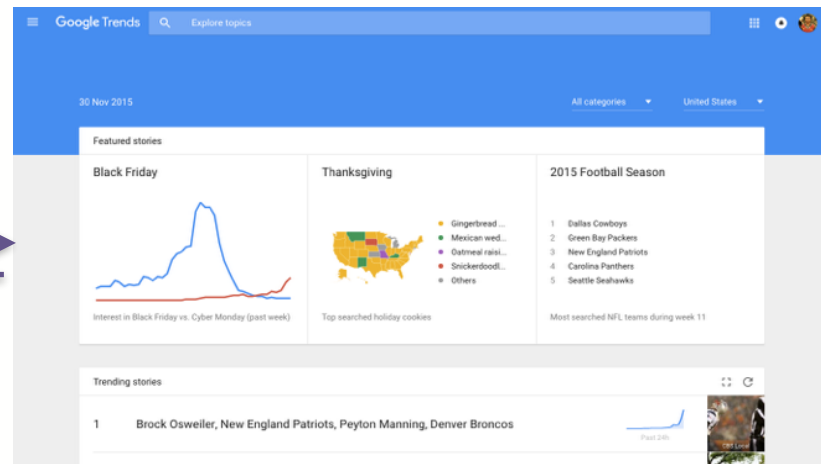 Google Trends
Explore topics
30 Nov 2015
All categories
United States
Featured stories
Black Friday
Interest in Black Friday vs. Cyber Monday (past week)
Thanksgiving
Gingerbread ...
Mexican wed...
Oatmeal raisi...
Snickerdoodl...
Others
Top searched holiday cookies
2015 Football Season
1 Dallas Cowboys
2 Green Bay Packers
3 New England Patriots
4 Carolina Panthers
5 Seattle Seahawks
Most searched NFL teams during week 11
Trending stories
1 Brock Osweiler, New England Patriots, Peyton Manning, Denver Broncos
Past 24h
CBS Local